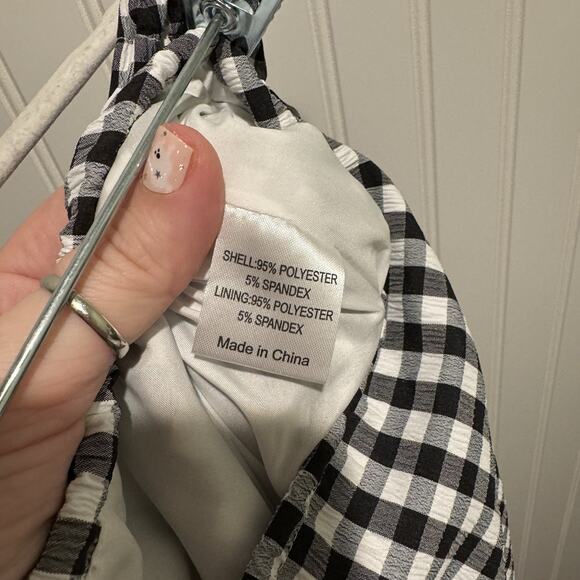 SHELL:95% POLYESTER
5% SPANDEX
LINING:95% POLYESTER
5% SPANDEX
Made in China